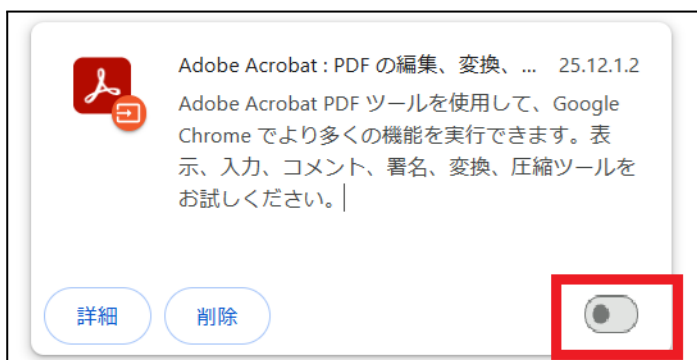 Adobe Acrobat : PDF の編集、変換、... 25.12.1.2
Adobe Acrobat PDF ツールを使用して、Google
Chrome でより多くの機能を実行できます。表
示、入力、コメント、署名、変換、圧縮ツールを
お試しください。
詳細 削除